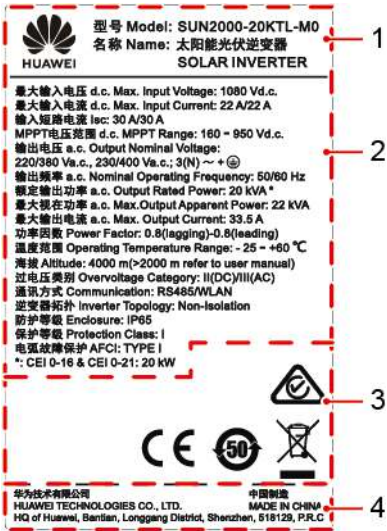 型号 Model: SUN2000-20KTL-M0
名称 Name: 太阳能光伏逆变器
SOLAR INVERTER
HUAWEI
1
最大输入电压 d.c. Max. Input Voltage: 1080 Vd.c.
最大输入电流 d.c. Max. Input Current: 22 A/22 A
输入短路电流 Isc: 30 A/30 A
MPPT电压范围 d.c. MPPT Range: 160 - 950 Vd.c.
输出电压 a.c. Output Nominal Voltage:
220/380 Va.c., 230/400 Va.c.; 3(N) ~ +
输出频率 a.c. Nominal Operating Frequency: 50/60 Hz
额定输出功率 a.c. Output Rated Power: 20 kVA *
最大视在功率 a.c. Max.Output Apparent Power: 22 kVA
最大输出电流 a.c. Max. Output Current: 33.5 A
功率因数 Power Factor: 0.8(lagging)-0.8(leading)
温度范围 Operating Temperature Range: - 25 - +60 ℃
海拔 Altitude: 4000 m(>2000 m refer to user manual)
过电压类别 Overvoltage Category: II(DC)/III(AC)
通讯方式 Communication: RS485/WLAN
逆变器拓扑 Inverter Topology: Non-Isolation
防护等级 Enclosure: IP65
保护等级 Protection Class: I
电弧故障保护 AFCI: TYPE I
*: CEI 0-16 & CEI 0-21: 20 kW
2
CE 50
3
华为技术有限公司 中国制造
HUAWEI TECHNOLOGIES CO., LTD. MADE IN CHINA
HQ of Huawei, Bantian, Longgang District, Shenzhen, 518129, P.R.C
4